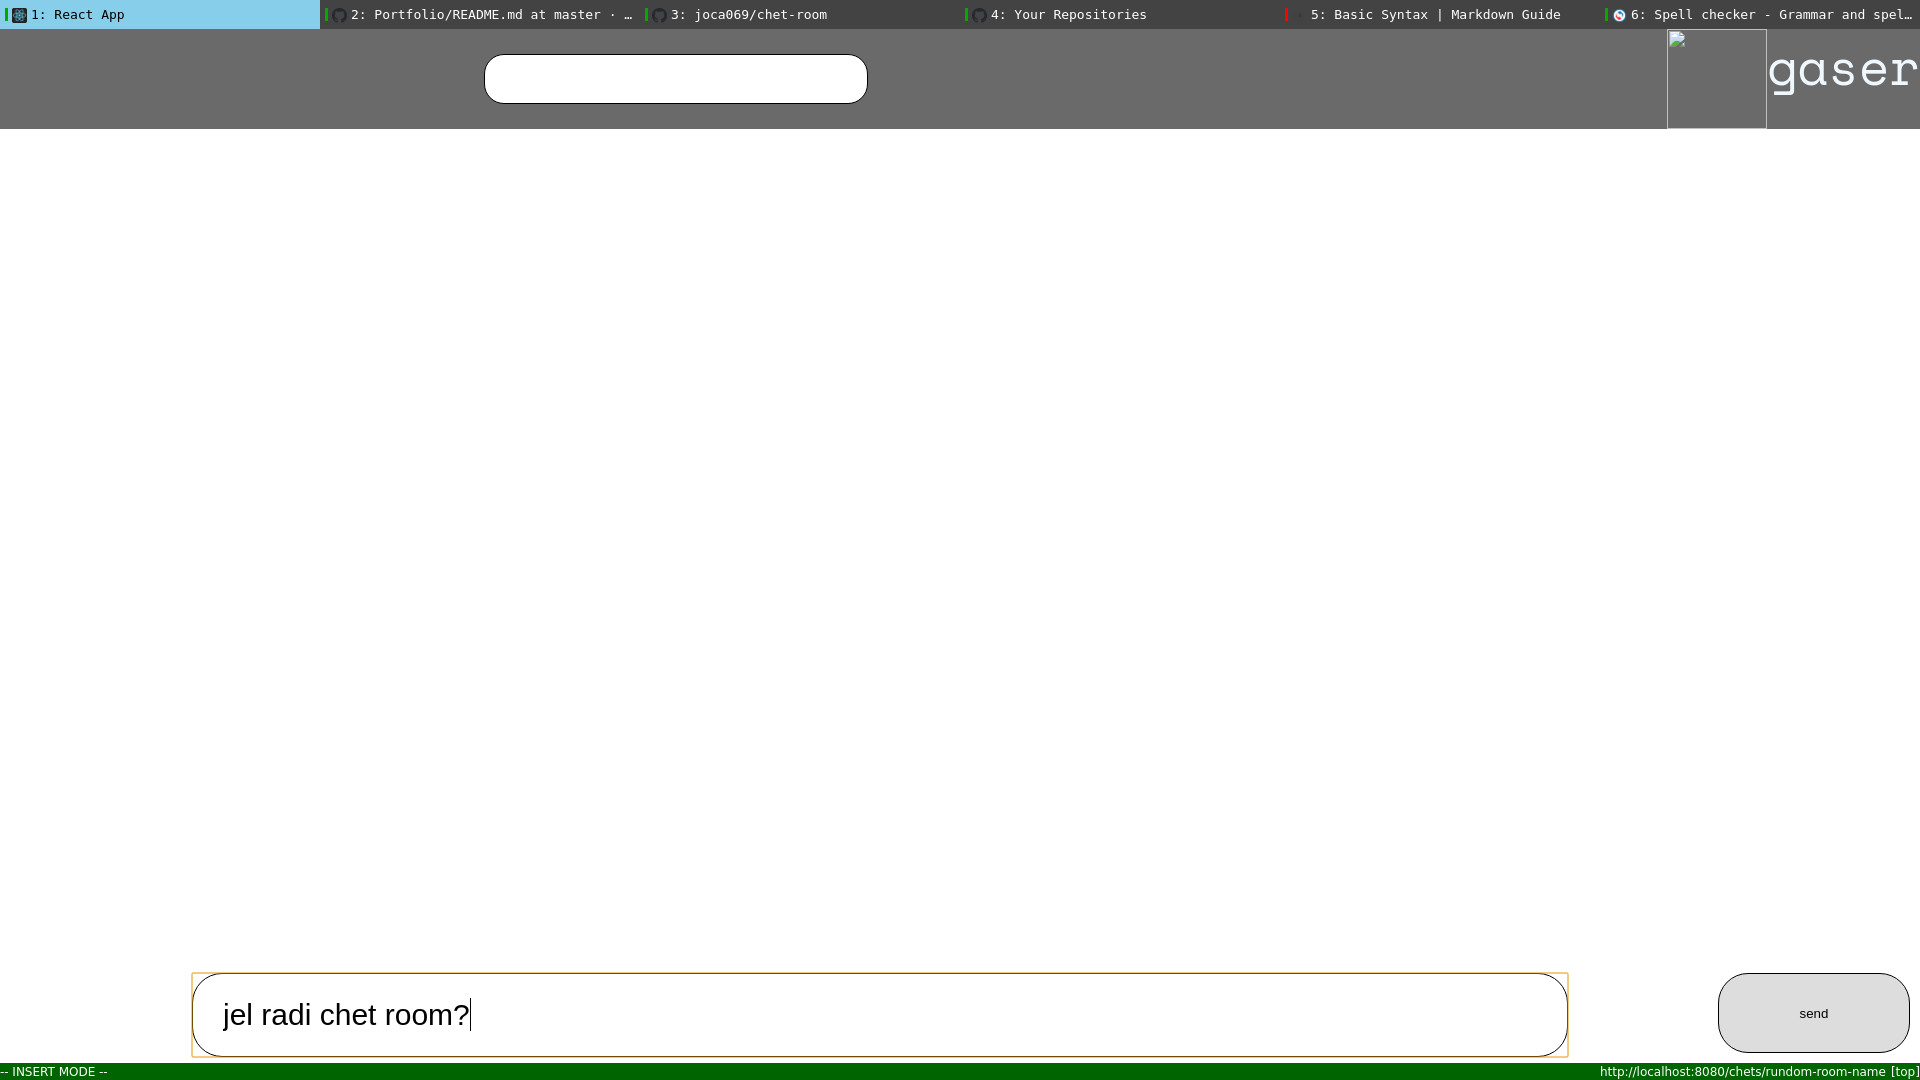 1: React App
2: Portfolio/README.md at master · …
3: joca069/chet-room
4: Your Repositories
5: Basic Syntax | Markdown Guide
6: Spell checker - Grammar and spel…
gaser
jel radi chet room?
send
-- INSERT MODE --
http://localhost:8080/chets/rundom-room-name [top]